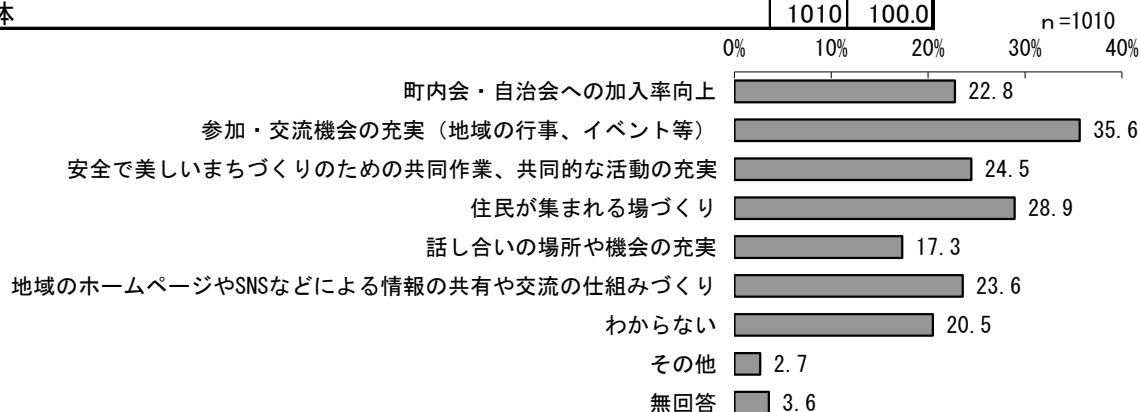 体 1010 100.0
n=1010
0% 10% 20% 30% 40%
町内会・自治会への加入率向上 22.8
参加・交流機会の充実(地域の行事、イベント等) 35.6
安全で美しいまちづくりのための共同作業、共同的な活動の充実 24.5
住民が集まれる場づくり 28.9
話し合いの場所や機会の充実 17.3
地域のホームページやSNSなどによる情報の共有や交流の仕組みづくり 23.6
わからない 20.5
その他 2.7
無回答 3.6